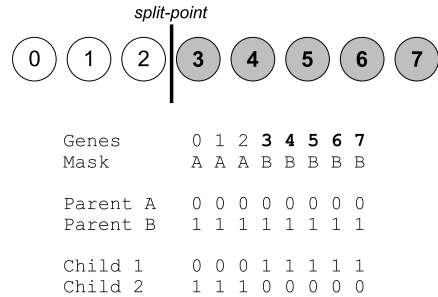 split-point
0 1 2 3 4 5 6 7
Genes 0 1 2 3 4 5 6 7
Mask A A A B B B B B
Parent A 0 0 0 0 0 0 0 0
Parent B 1 1 1 1 1 1 1 1
Child 1 0 0 0 1 1 1 1 1
Child 2 1 1 1 0 0 0 0 0